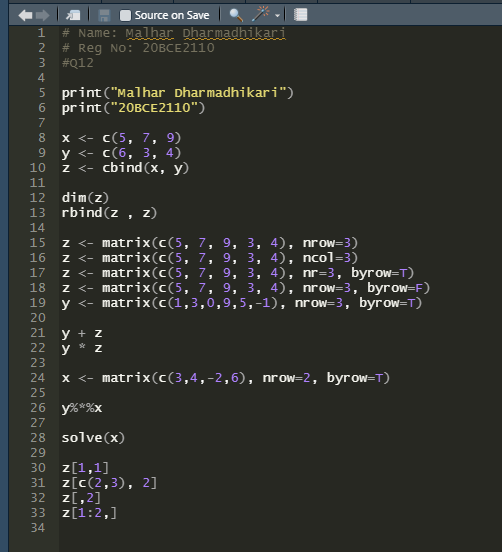 Source on Save
1 # Name: Malhar Dharmadhikari
2 # Reg No: 20BCE2110
3 #Q12
4
5 print("Malhar Dharmadhikari")
6 print("20BCE2110")
7
8 x <- c(5, 7, 9)
9 y <- c(6, 3, 4)
10 z <- cbind(x, y)
11
12 dim(z)
13 rbind(z , z)
14
15 z <- matrix(c(5, 7, 9, 3, 4), nrow=3)
16 z <- matrix(c(5, 7, 9, 3, 4), ncol=3)
17 z <- matrix(c(5, 7, 9, 3, 4), nr=3, byrow=T)
18 z <- matrix(c(5, 7, 9, 3, 4), nrow=3, byrow=F)
19 y <- matrix(c(1,3,0,9,5,-1), nrow=3, byrow=T)
20
21 y + z
22 y * z
23
24 x <- matrix(c(3,4,-2,6), nrow=2, byrow=T)
25
26 y%*%x
27
28 solve(x)
29
30 z[1,1]
31 z[c(2,3), 2]
32 z[,2]
33 z[1:2,]
34